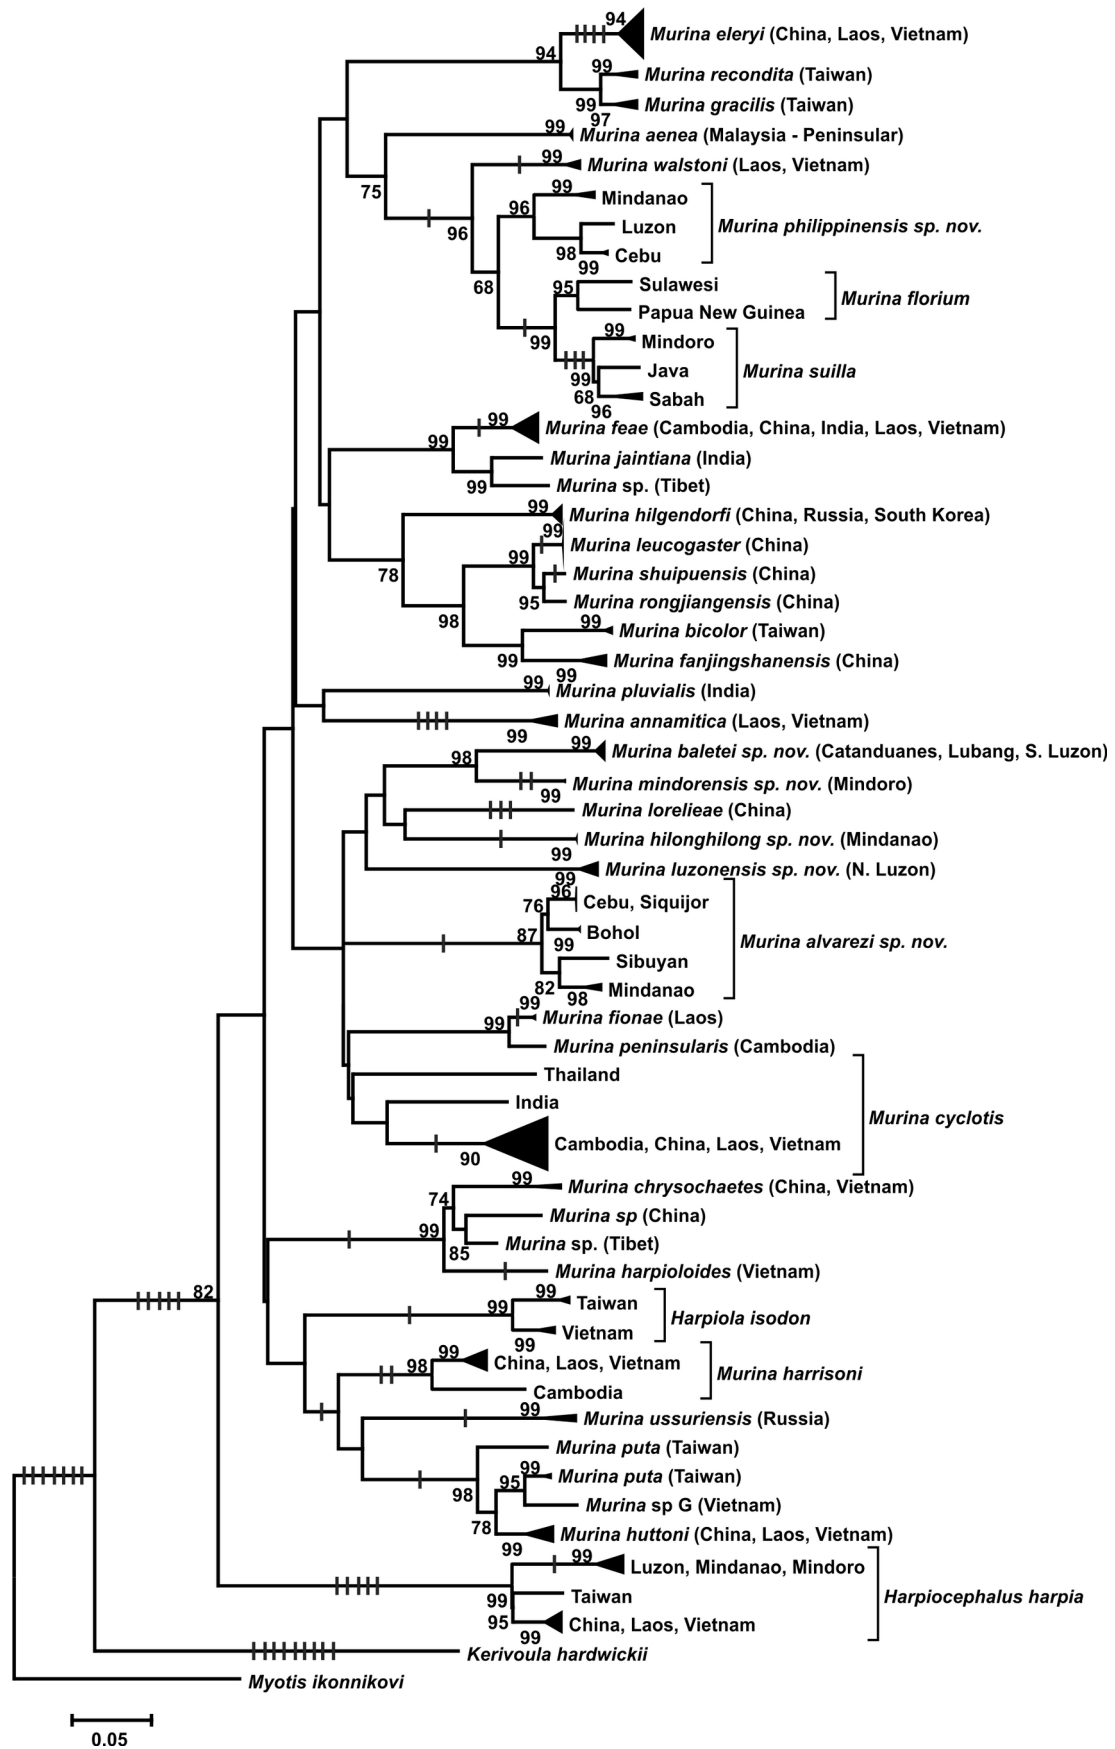 94
Murina eleryi (China, Laos, Vietnam)
94
99
Murina recondita (Taiwan)
99
Murina gracilis (Taiwan)
97
99
Murina aenea (Malaysia - Peninsular)
99
Murina walstoni (Laos, Vietnam)
75
99
Mindanao
96
Luzon
Murina philippinensis sp. nov.
96
98
Cebu
99
68
95
Sulawesi
Murina florium
Papua New Guinea
99
99
Mindoro
Java
Murina suilla
99
68
Sabah
96
99
Murina feae (Cambodia, China, India, Laos, Vietnam)
99
Murina jaintiana (India)
99
Murina sp. (Tibet)
99
Murina hilgendorfi (China, Russia, South Korea)
99
Murina leucogaster (China)
99
78
Murina shuipuensis (China)
95
Murina rongjiangensis (China)
98
99
Murina bicolor (Taiwan)
99
Murina fanjingshanensis (China)
99
99
Murina pluvialis (India)
Murina annamitica (Laos, Vietnam)
99
99
Murina baletei sp. nov. (Catanduanes, Lubang, S. Luzon)
98
Murina mindorensis sp. nov. (Mindoro)
99
Murina lorelieae (China)
Murina hilonghilong sp. nov. (Mindanao)
99
Murina luzonensis sp. nov. (N. Luzon)
99
96
Cebu, Siquijor
76
Bohol
87
99
Murina alvarezi sp. nov.
Sibuyan
82
98
Mindanao
99
Murina fionae (Laos)
99
Murina peninsularis (Cambodia)
Thailand
India
Murina cyclotis
Cambodia, China, Laos, Vietnam
90
99
Murina chrysochaetes (China, Vietnam)
74
Murina sp (China)
99
85
Murina sp. (Tibet)
Murina harpioloides (Vietnam)
82
99
Taiwan
99
Harpiola isodon
Vietnam
99
99
China, Laos, Vietnam
98
Murina harrisoni
Cambodia
99
Murina ussuriensis (Russia)
Murina puta (Taiwan)
99
Murina puta (Taiwan)
95
98
Murina sp G (Vietnam)
78
Murina huttoni (China, Laos, Vietnam)
99
99
Luzon, Mindanao, Mindoro
99
Taiwan
Harpiocephalus harpia
95
China, Laos, Vietnam
99
Kerivoula hardwickii
Myotis ikonnikovi
0.05